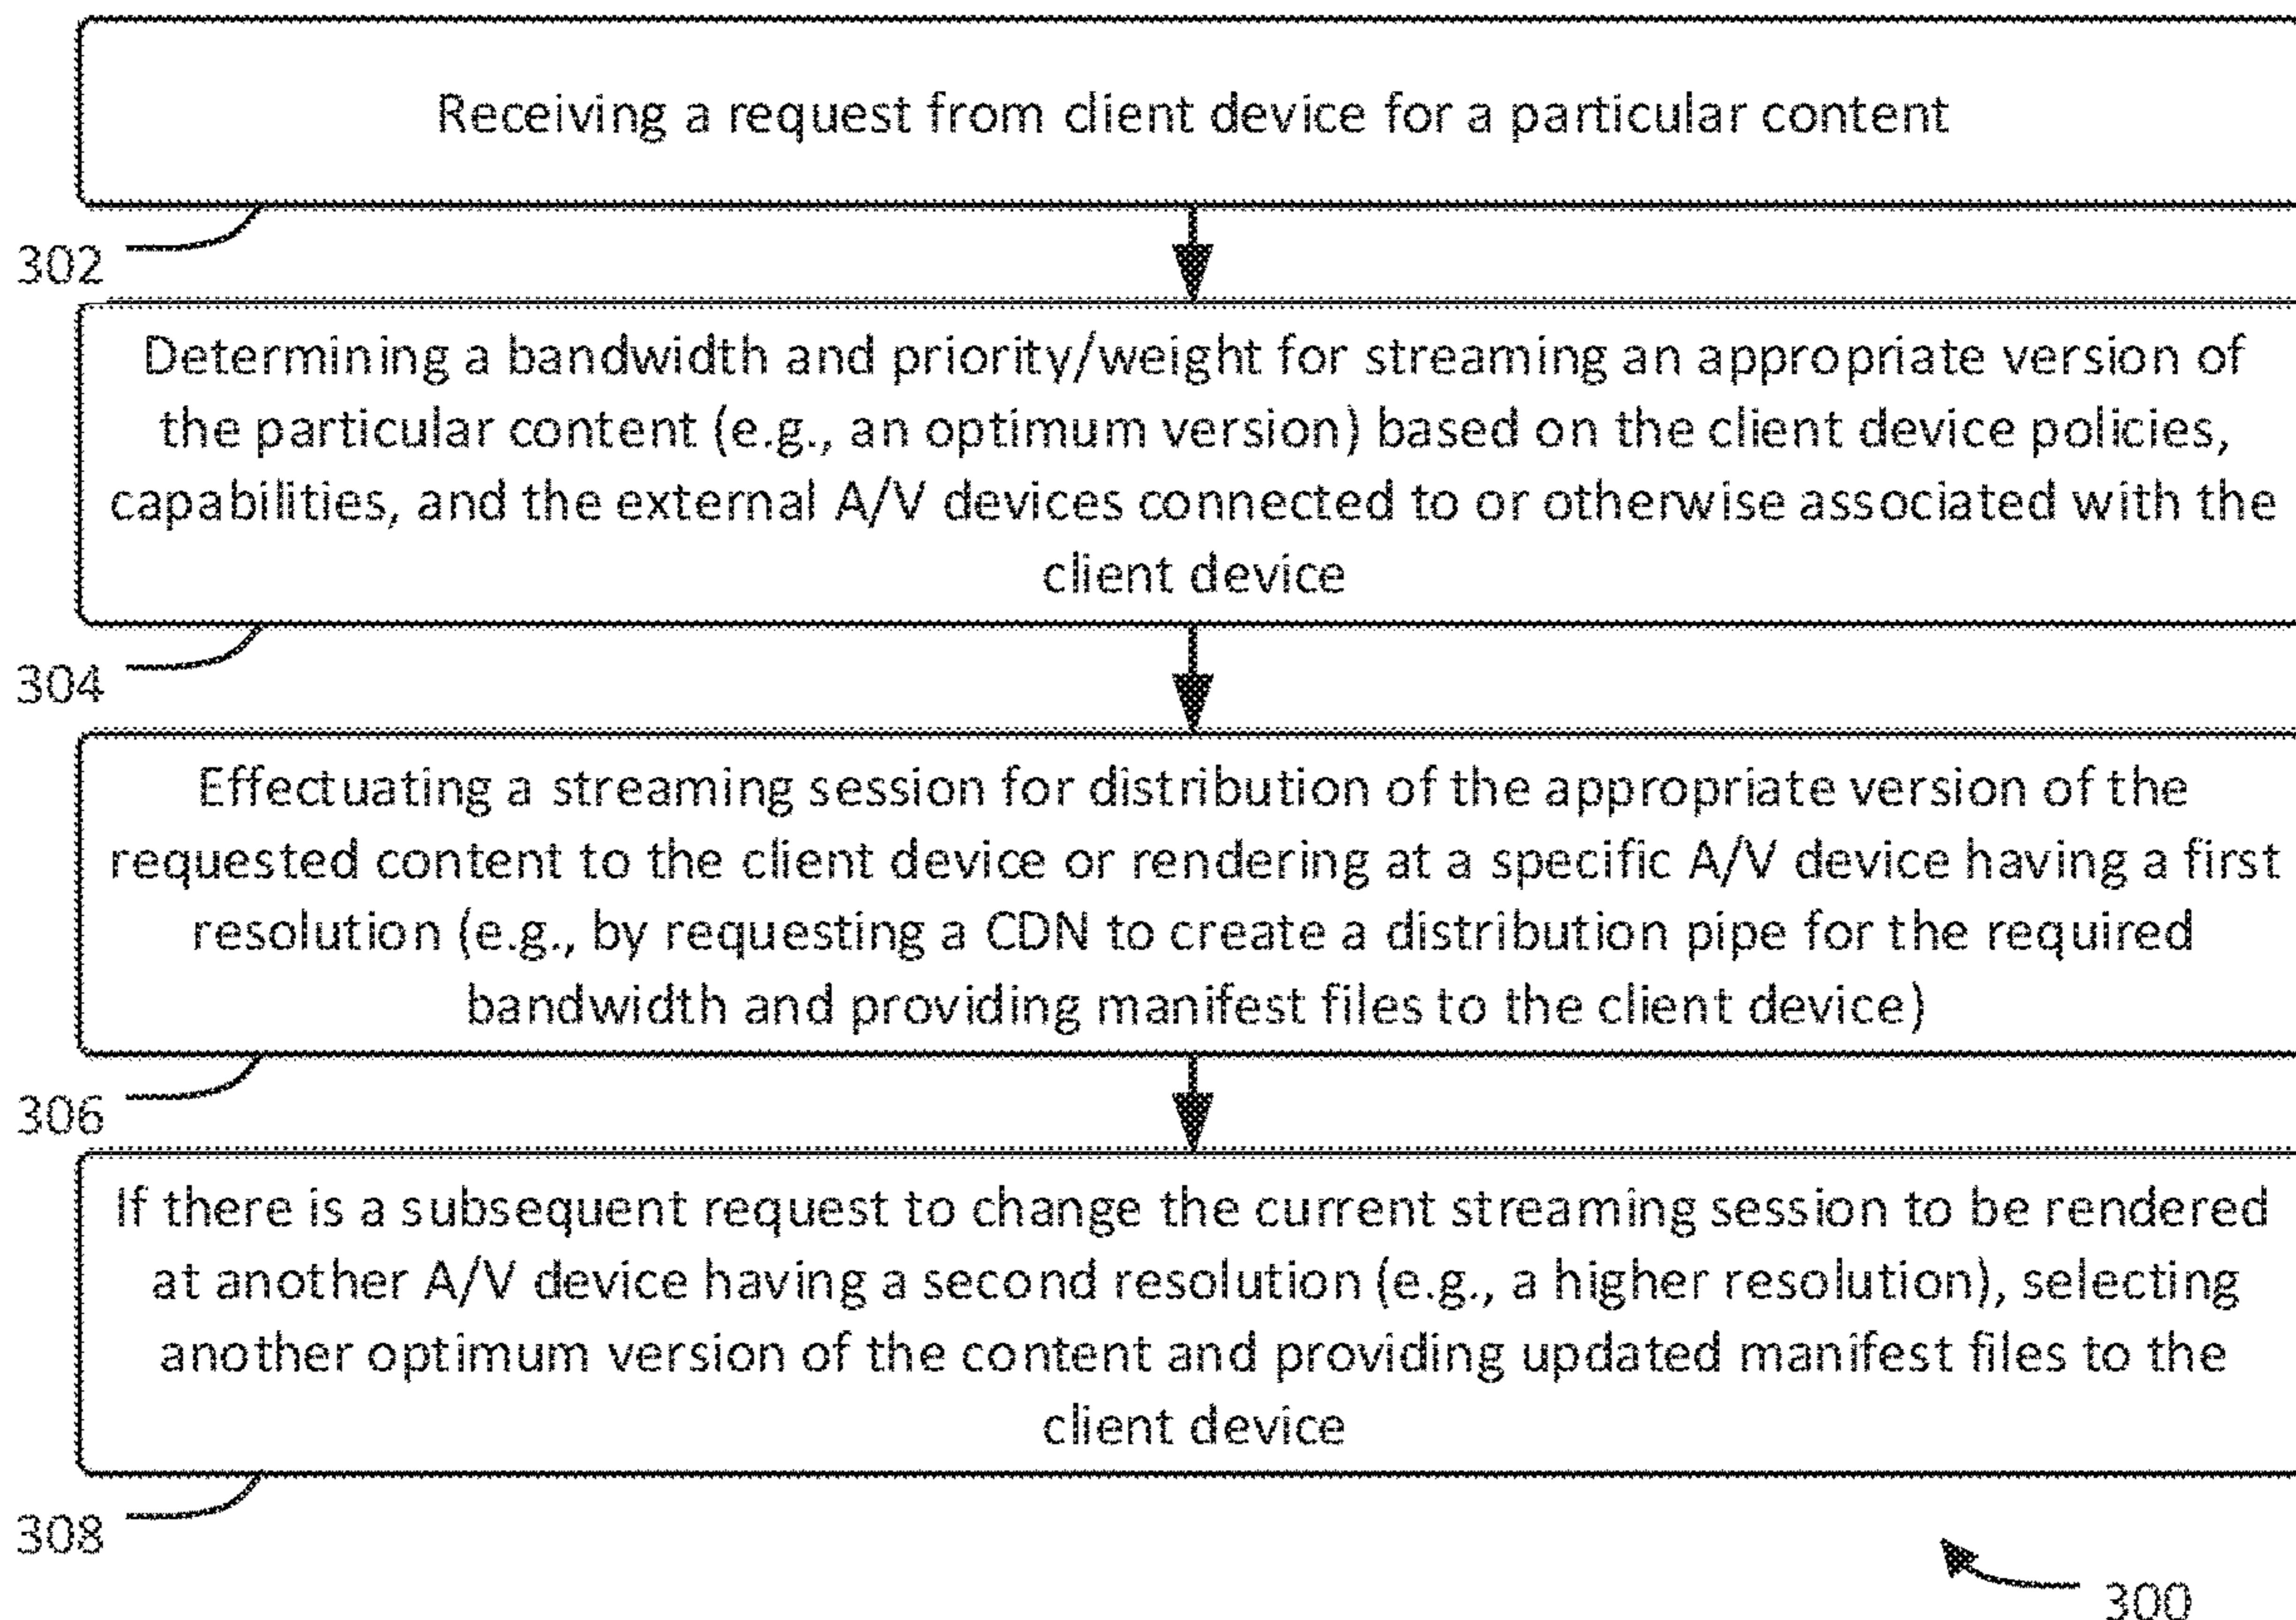 Receiving a request from client device for a particular content
302
Determining a bandwidth and priority/weight for streaming an appropriate version of
the particular content (e.g., an optimum version) based on the client device policies,
capabilities, and the external A/V devices connected to or otherwise associated with the
client device
304
Effectuating a streaming session for distribution of the appropriate version of the
requested content to the client device or rendering at a specific A/V device having a first
resolution (e.g., by requesting a CDN to create a distribution pipe for the required
bandwidth and providing manifest files to the client device)
306
If there is a subsequent request to change the current streaming session to be rendered
at another A/V device having a second resolution (e.g., a higher resolution), selecting
another optimum version of the content and providing updated manifest files to the
client device
308
300